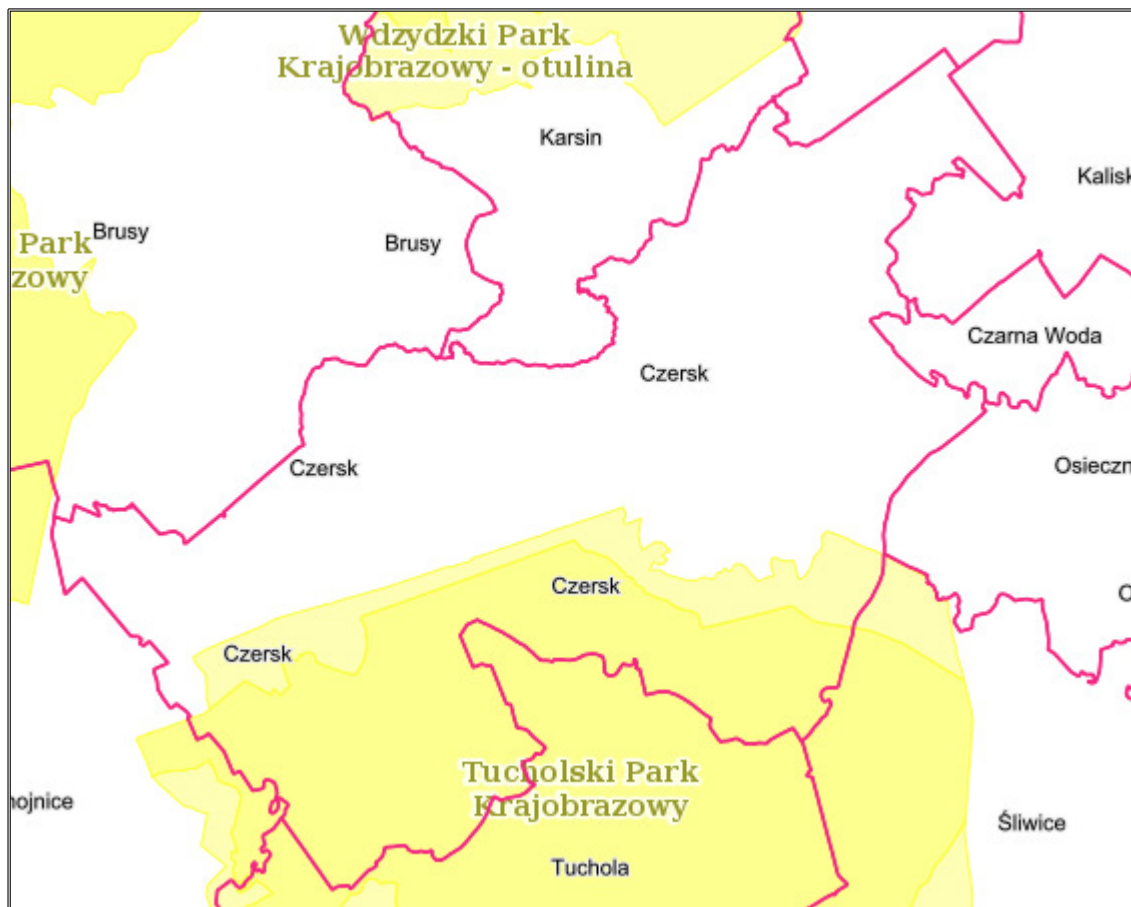 Wdzydzki Park
Krajobrazowy - otulina
Karsin
Kalisk
Brusy
Park
zowy
Brusy
Czarna Woda
Czersk
Czersk
Osieczn
Czersk
Czersk
Tucholski Park
Krajobrazowy
ojnice
Śliwice
Tuchola